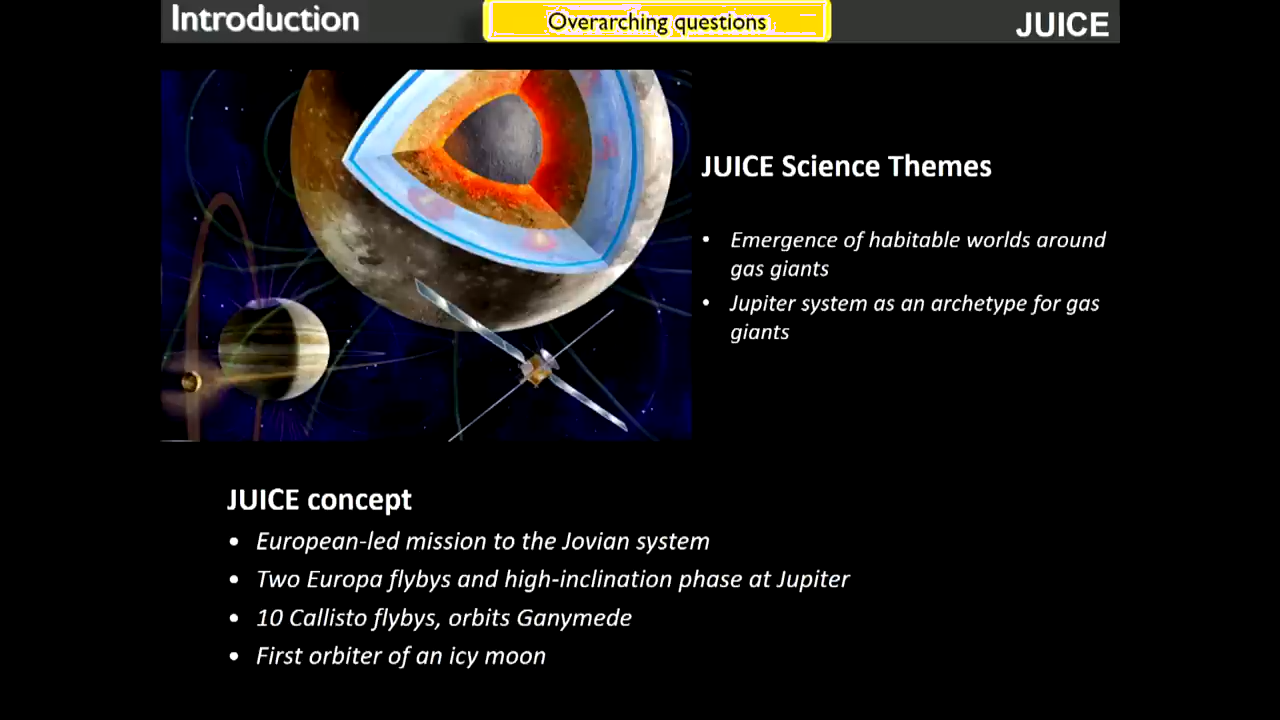 Introduction
Overarching questions
JUICE
JUICE Science Themes
• Emergence of habitable worlds around
gas giants
• Jupiter system as an archetype for gas
giants
JUICE concept
• European-led mission to the Jovian system
• Two Europa flybys and high-inclination phase at Jupiter
• 10 Callisto flybys, orbits Ganymede
• First orbiter of an icy moon